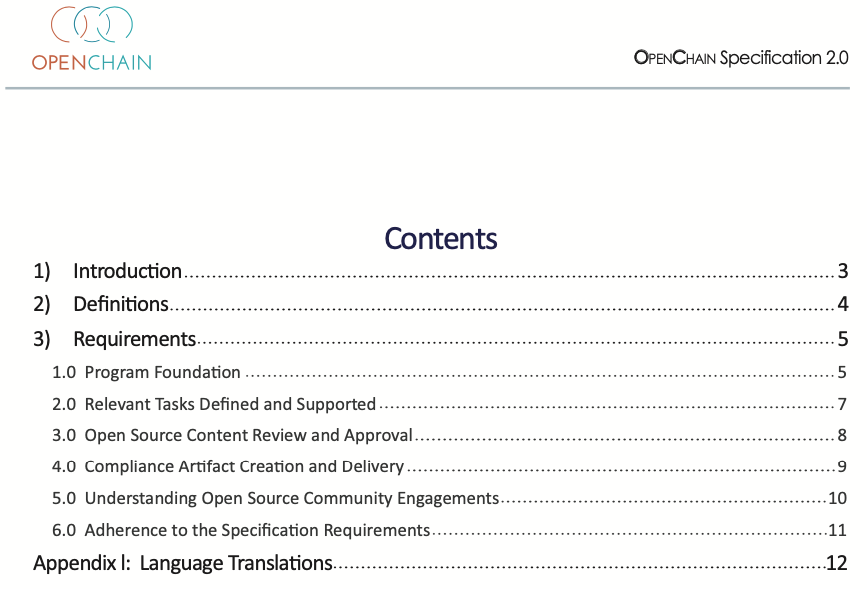 OPENCHAIN
OPENCHAIN Specification 2.0
Contents
1) Introduction 3
2) Definitions 4
3) Requirements 5
1.0 Program Foundation 5
2.0 Relevant Tasks Defined and Supported 7
3.0 Open Source Content Review and Approval 8
4.0 Compliance Artifact Creation and Delivery 9
5.0 Understanding Open Source Community Engagements 10
6.0 Adherence to the Specification Requirements 11
Appendix I: Language Translations 12